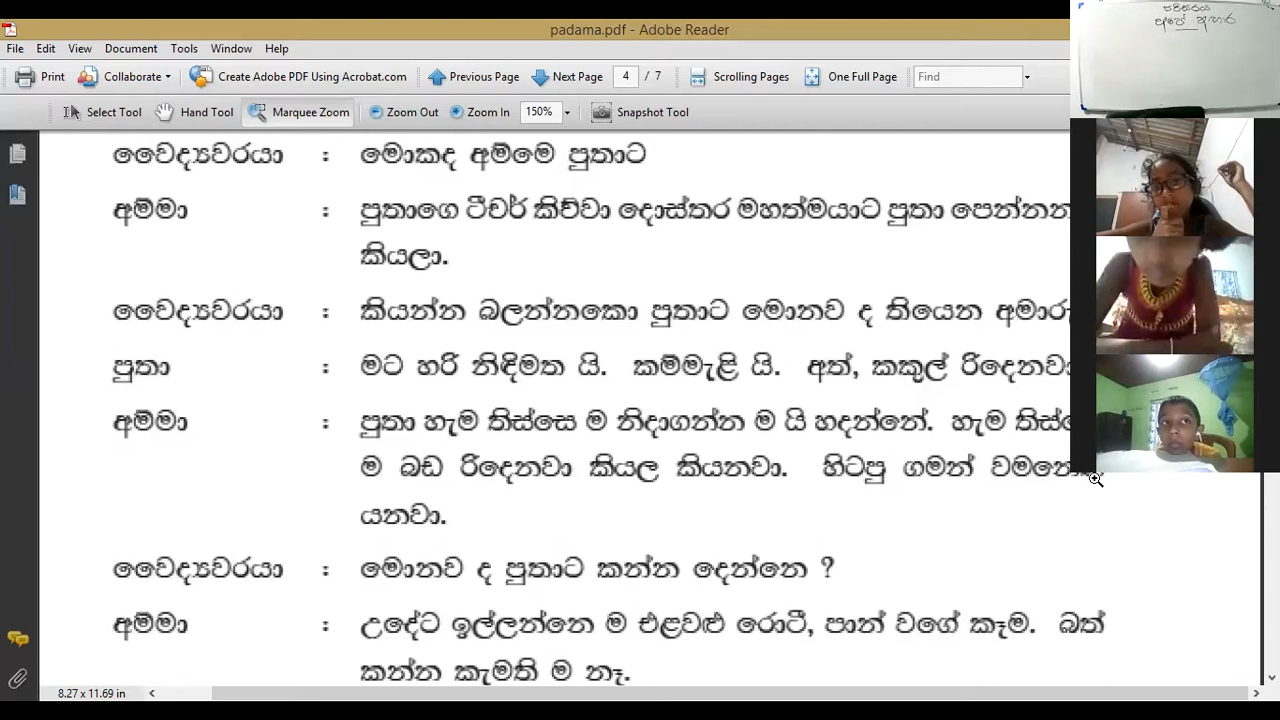 padama.pdf - Adobe Reader
File Edit View Document Tools Window Help
Print Collaborate Create Adobe PDF Using Acrobat.com Previous Page Next Page 4 / 7 Scrolling Pages One Full Page Find
Select Tool Hand Tool Marquee Zoom Zoom Out Zoom In 150% Snapshot Tool
පරිසරය
අපේ ආහාර
වෛද්‍යවරයා : මොකද අම්මෙ පුතාට
අම්මා : පුතාගෙ ටීචර් කිව්වා දොස්තර මහත්මයාට පුතා පෙන්නන
කියලා.
වෛද්‍යවරයා : කියන්න බලන්නකො පුතාට මොනව ද තියෙන අමාරු
පුතා : මට හරි නිඳිමත යි. කම්මැළි යි. අත්, කකුල් රිදෙනවා
අම්මා : පුතා හැම තිස්සෙ ම නිදාගන්න ම යි හදන්නේ. හැම
ම බඩ රිදෙනවා කියල කියනවා. හිටපු ගමන්
යනවා.
වෛද්‍යවරයා : මොනව ද පුතාට කන්න දෙන්නෙ ?
අම්මා : උදේට ඉල්ලන්නෙ ම එළවළු රොටී, පාන් වගේ කෑම. බත්
කන්න කැමති ම නෑ.
8.27 x 11.69 in